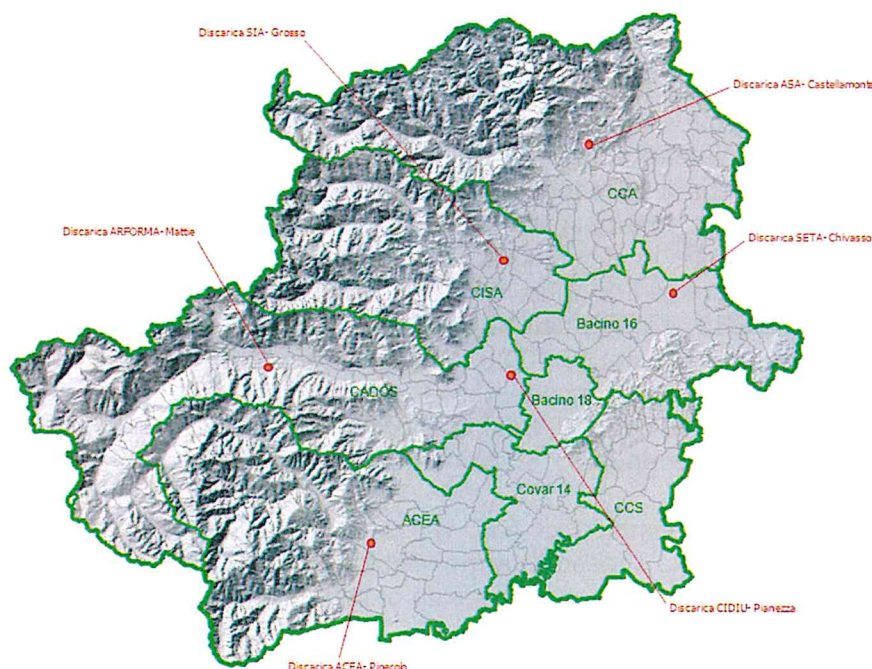 Discarica SIA- Grosso
Discarica ASA- Castellamonte
CCA
Discarica ARFORMA- Mattie
Discarica SETA- Chivasso
CISA
Bacino 16
CADOS
Bacino 18
Covar 14
CCS
ACEA
Discarica CIDIU- Pianezza
Discarica ACEA- Pinerolo